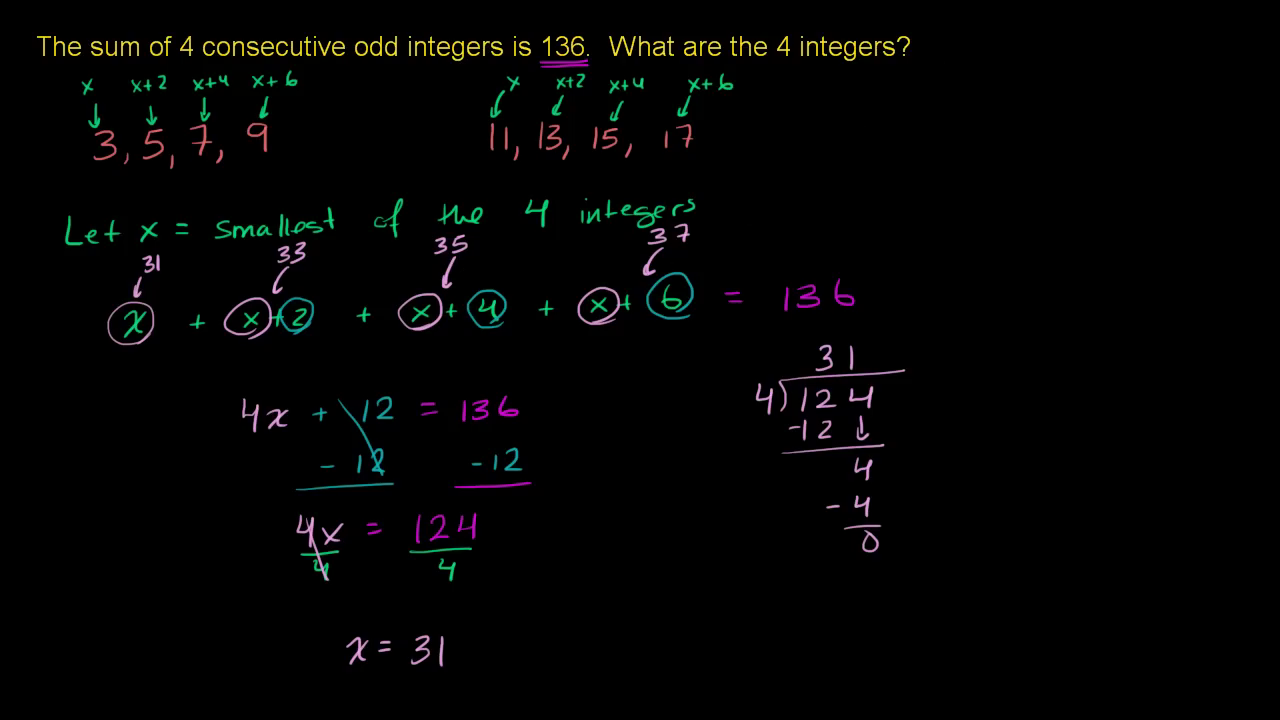 The sum of 4 consecutive odd integers is 136. What are the 4 integers?
x x+2 x+4 x+6
3, 5, 7, 9
x x+2 x+4 x+6
11, 13, 15, 17
Let x = smallest of the 4 integers
31 33 35 37
x + x+2 + x+4 + x+6 = 136
4x + 12 = 136
- 12 -12
4x = 124
4 4
x = 31
31
4)124
-12
4
- 4
0